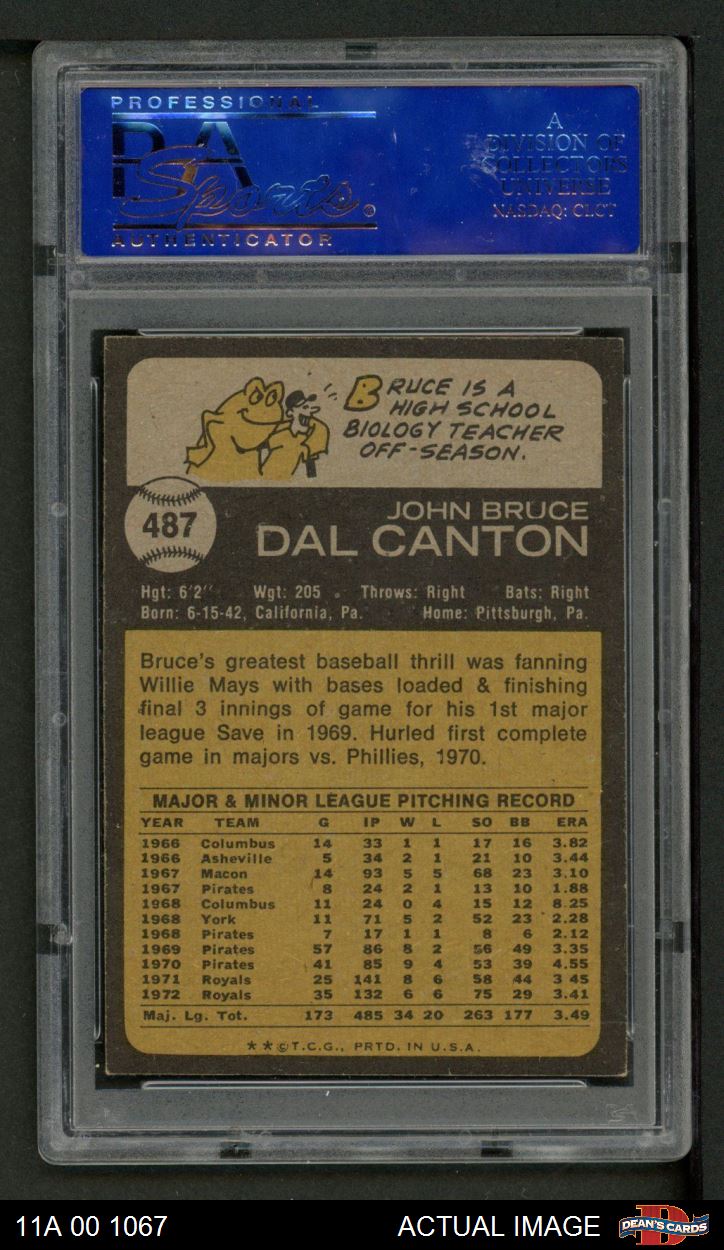 PROFESSIONAL
PSA
Sports®
AUTHENTICATOR
A
DIVISION OF
COLLECTORS
UNIVERSE
NASDAQ: CLCT
BRUCE IS A
HIGH SCHOOL
BIOLOGY TEACHER
OFF-SEASON.
487
JOHN BRUCE
DAL CANTON
Hgt: 6'2" Wgt: 205 Throws: Right Bats: Right
Born: 6-15-42, California, Pa. Home: Pittsburgh, Pa.
Bruce's greatest baseball thrill was fanning
Willie Mays with bases loaded & finishing
final 3 innings of game for his 1st major
league Save in 1969. Hurled first complete
game in majors vs. Phillies, 1970.
MAJOR & MINOR LEAGUE PITCHING RECORD
YEAR TEAM G IP W L SO BB ERA
1966 Columbus 14 33 1 1 17 16 3.82
1966 Asheville 5 34 2 1 21 10 3.44
1967 Macon 14 93 5 5 68 23 3.10
1967 Pirates 8 24 2 1 13 10 1.88
1968 Columbus 11 24 0 4 15 12 8.25
1968 York 11 71 5 2 52 23 2.28
1968 Pirates 7 17 1 1 8 6 2.12
1969 Pirates 57 86 8 2 56 49 3.35
1970 Pirates 41 85 9 4 53 39 4.55
1971 Royals 25 141 8 6 58 44 3 45
1972 Royals 35 132 6 6 75 29 3.41
Maj. Lg. Tot. 173 485 34 20 263 177 3.49
**©T.C.G., PRTD. IN U.S.A.
11A 00 1067 ACTUAL IMAGE
DEAN'S CARDS